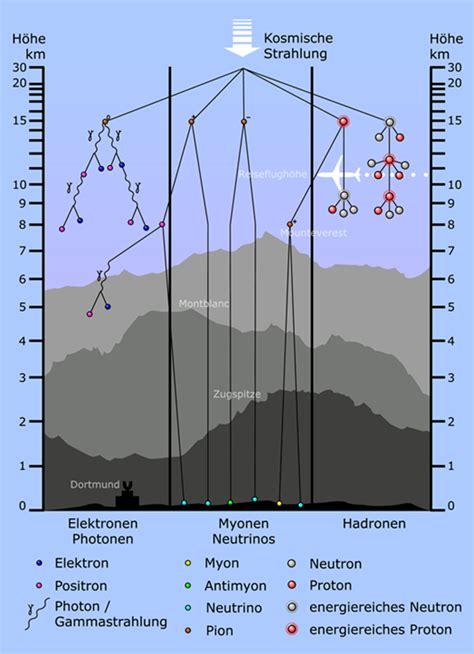 Kosmische
Strahlung
Höhe
km
Höhe
km
30
30
20
20
15
15
γ
γ
Reiseflughöhe
γ
10
10
9
9
8
8
Mounteverest
7
7
γ
6
6
5
5
Montblanc
4
4
3
3
Zugspitze
2
2
1
1
Dortmund
0
0
Elektronen
Photonen
Myonen
Neutrinos
Hadronen
Elektron
Positron
γ Photon /
Gammastrahlung
Myon
Antimyon
Neutrino
Pion
Neutron
Proton
energiereiches Neutron
energiereiches Proton